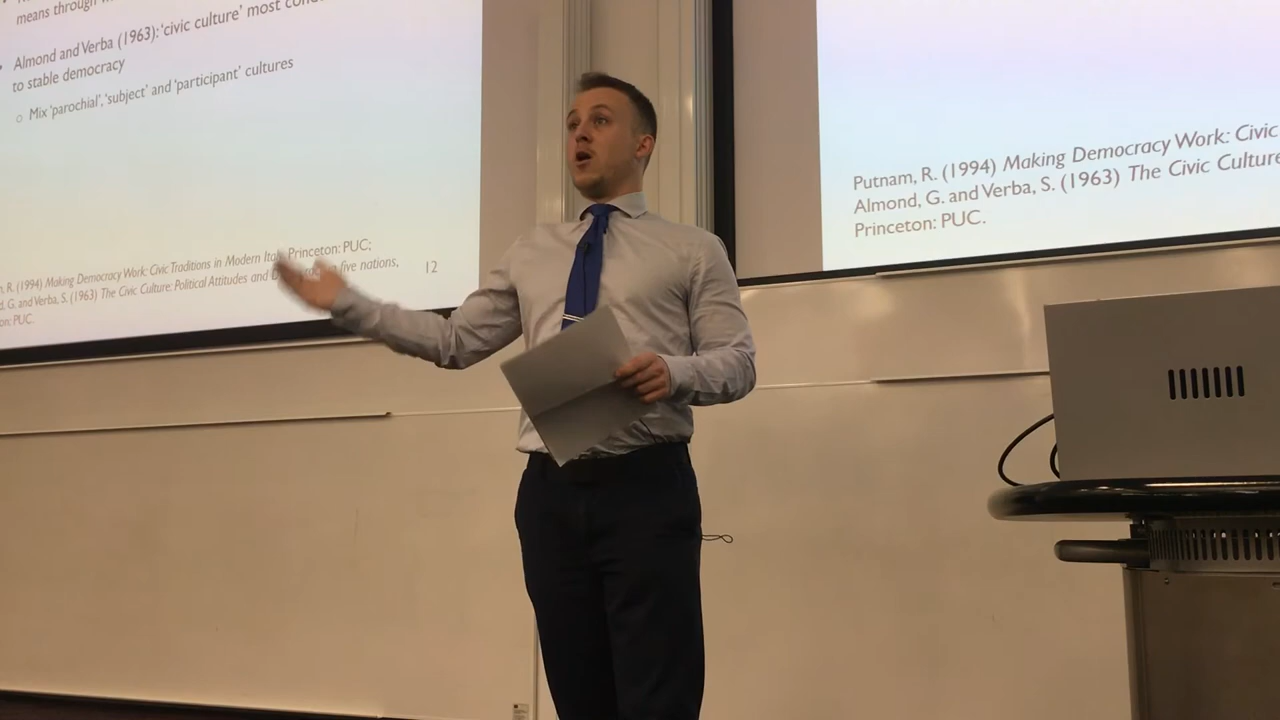 means through
Almond and Verba (1963): 'civic culture' most
to stable democracy
Mix 'parochial', 'subject' and 'participant' cultures
R. (1994) Making Democracy Work: Civic Traditions in Modern Italy, Princeton: PUC;
G. and Verba, S. (1963) The Civic Culture: Political Attitudes and five nations,
PUC.
12
Putnam, R. (1994) Making Democracy Work: Civic
Almond, G. and Verba, S. (1963) The Civic Culture
Princeton: PUC.